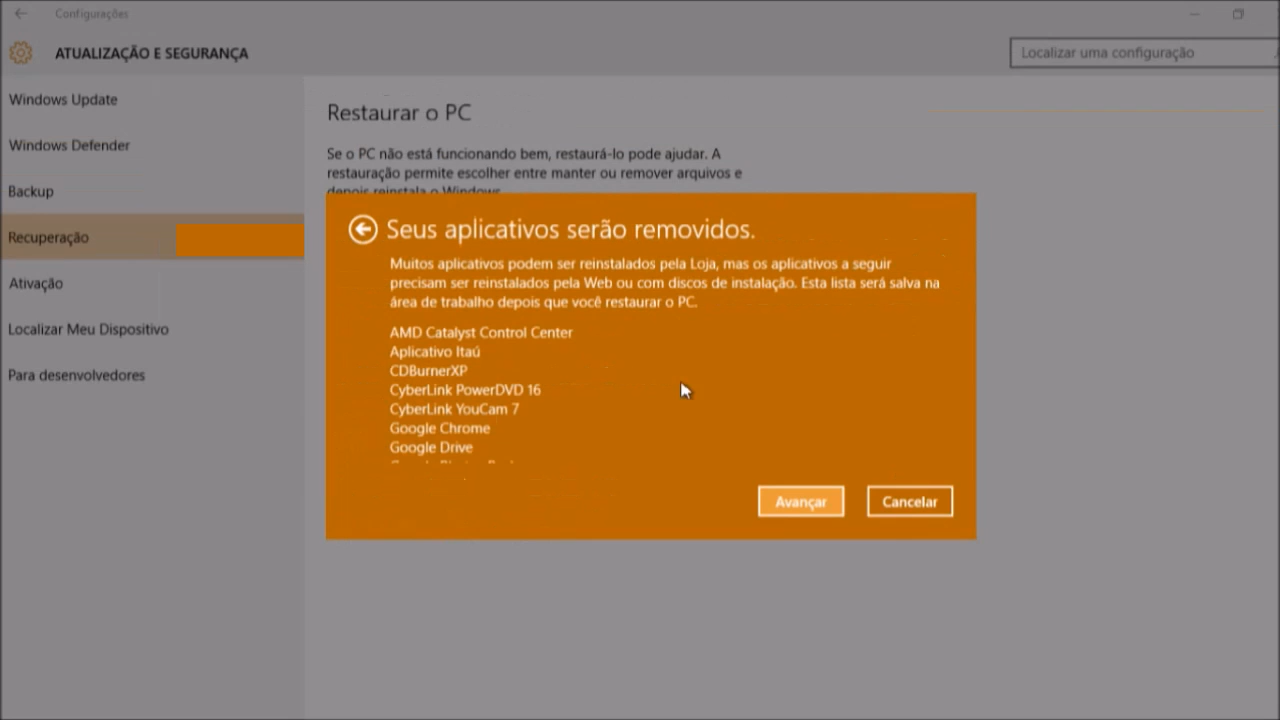 Configurações
ATUALIZAÇÃO E SEGURANÇA
Localizar uma configuração
Windows Update
Windows Defender
Backup
Recuperação
Ativação
Localizar Meu Dispositivo
Para desenvolvedores
Restaurar o PC
Se o PC não está funcionando bem, restaurá-lo pode ajudar. A
restauração permite escolher entre manter ou remover arquivos e
depois reinstala o Windows.
Seus aplicativos serão removidos.
Muitos aplicativos podem ser reinstalados pela Loja, mas os aplicativos a seguir
precisam ser reinstalados pela Web ou com discos de instalação. Esta lista será salva na
área de trabalho depois que você restaurar o PC.
AMD Catalyst Control Center
Aplicativo Itaú
CDBurnerXP
CyberLink PowerDVD 16
CyberLink YouCam 7
Google Chrome
Google Drive
Avançar
Cancelar